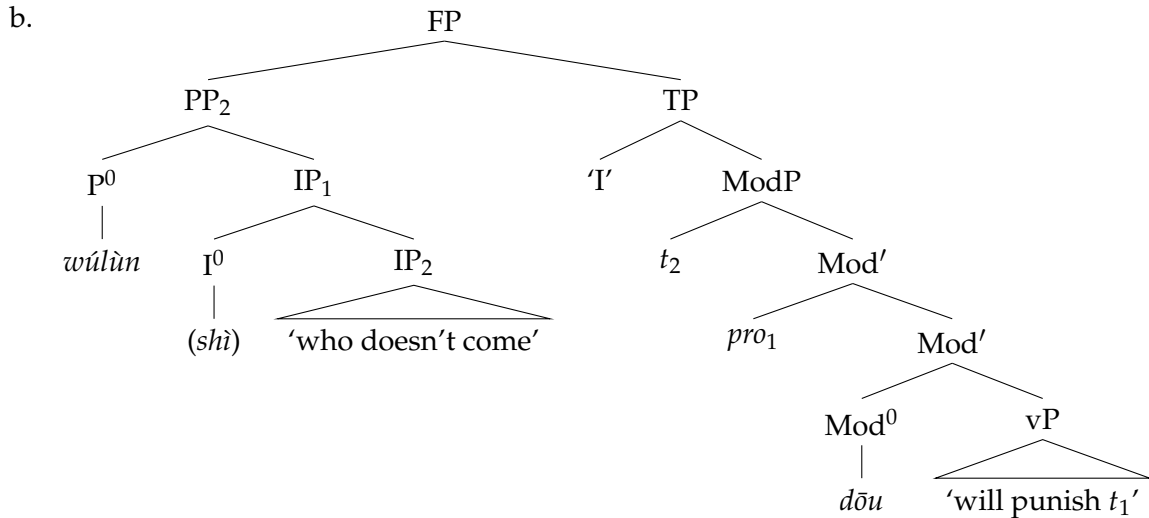 b.
FP
PP₂ TP
P⁰ IP₁ ‘I’ ModP
wúlùn I⁰ IP₂ t₂ Mod′
(shì) ‘who doesn’t come’ pro₁ Mod′
Mod⁰ vP
dōu ‘will punish t₁’